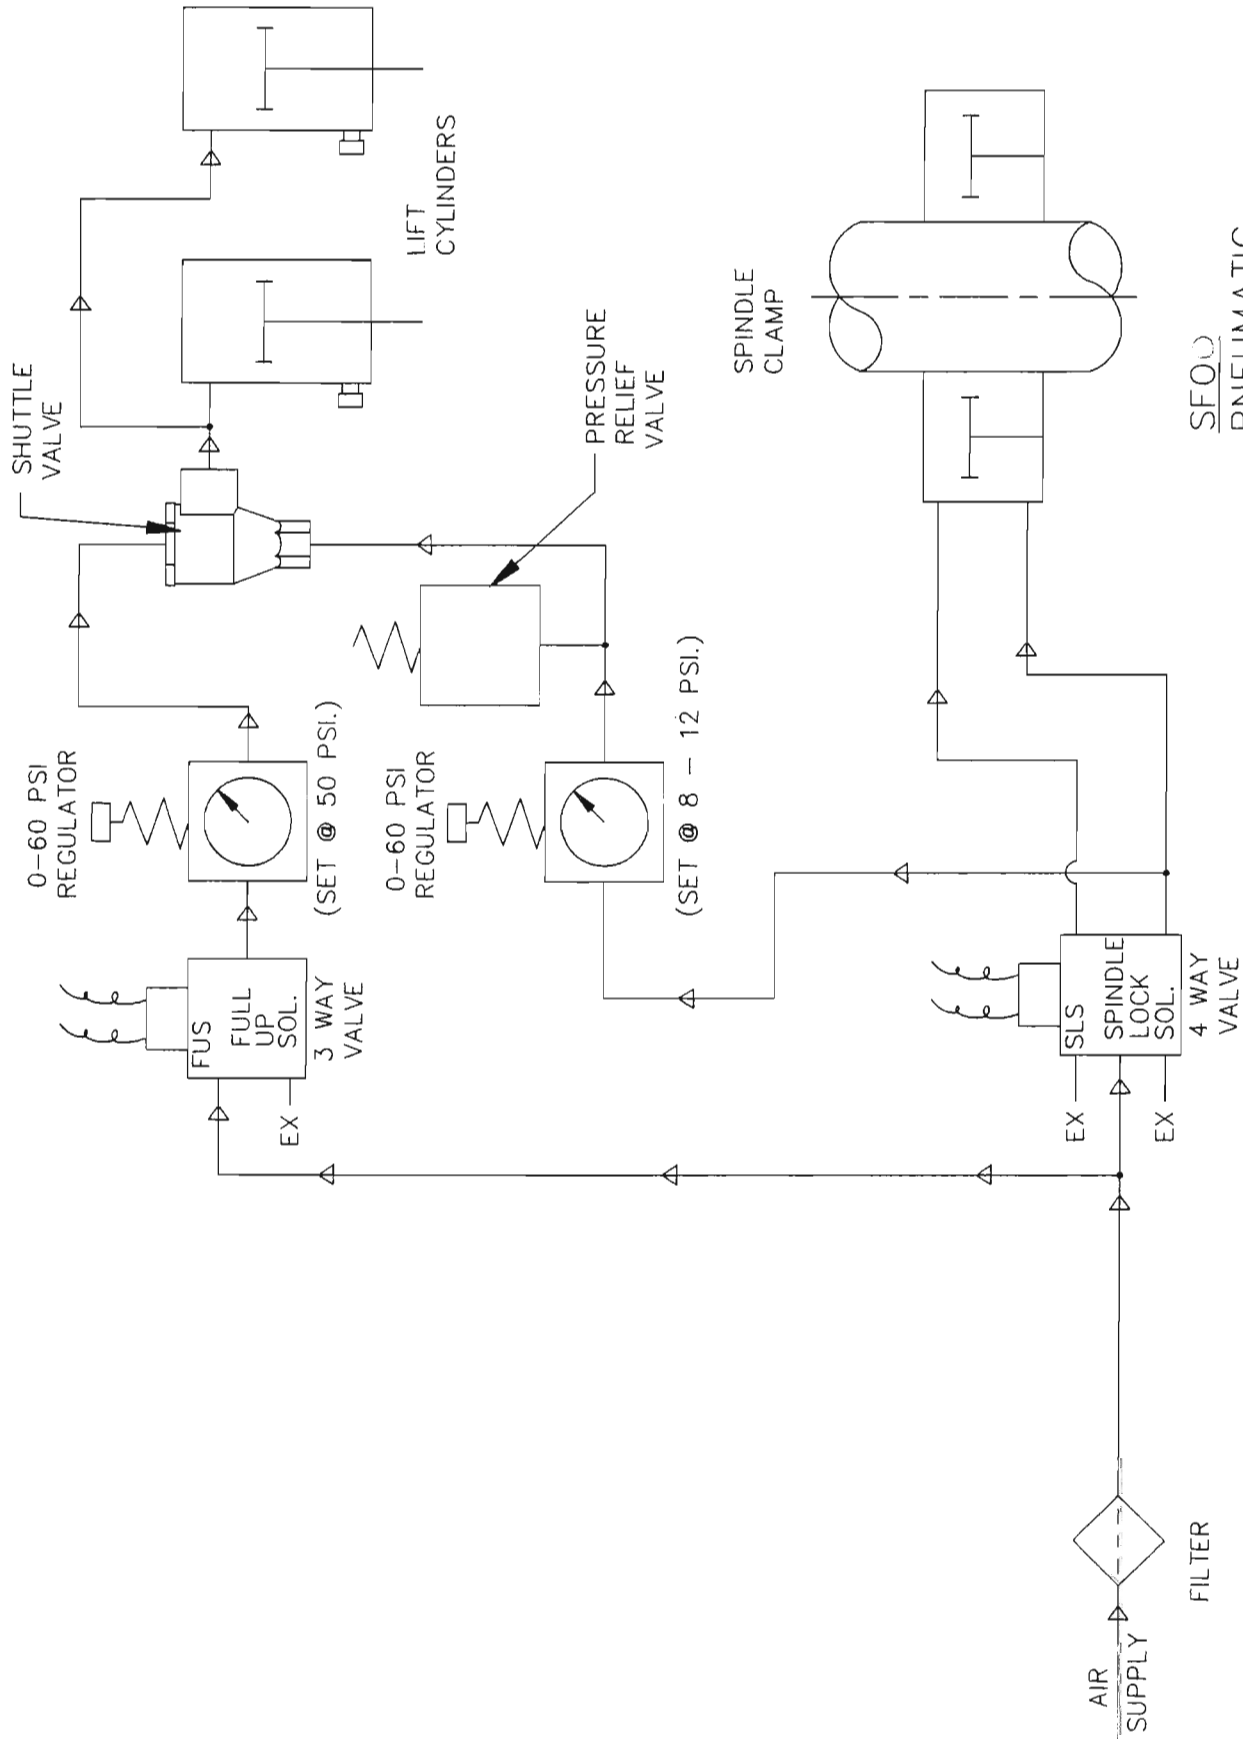 SHUTTLE
VALVE
LIFT
CYLINDERS
0-60 PSI
REGULATOR
(SET @ 50 PSI.)
PRESSURE
RELIEF
VALVE
0-60 PSI
REGULATOR
(SET @ 8 - 12 PSI.)
FUS
FULL
UP
SOL.
3 WAY
VALVE
EX
SPINDLE
CLAMP
SLS
SPINDLE
LOCK
SOL.
4 WAY
VALVE
EX
EX
AIR
SUPPLY
FILTER
PNEUMATIC